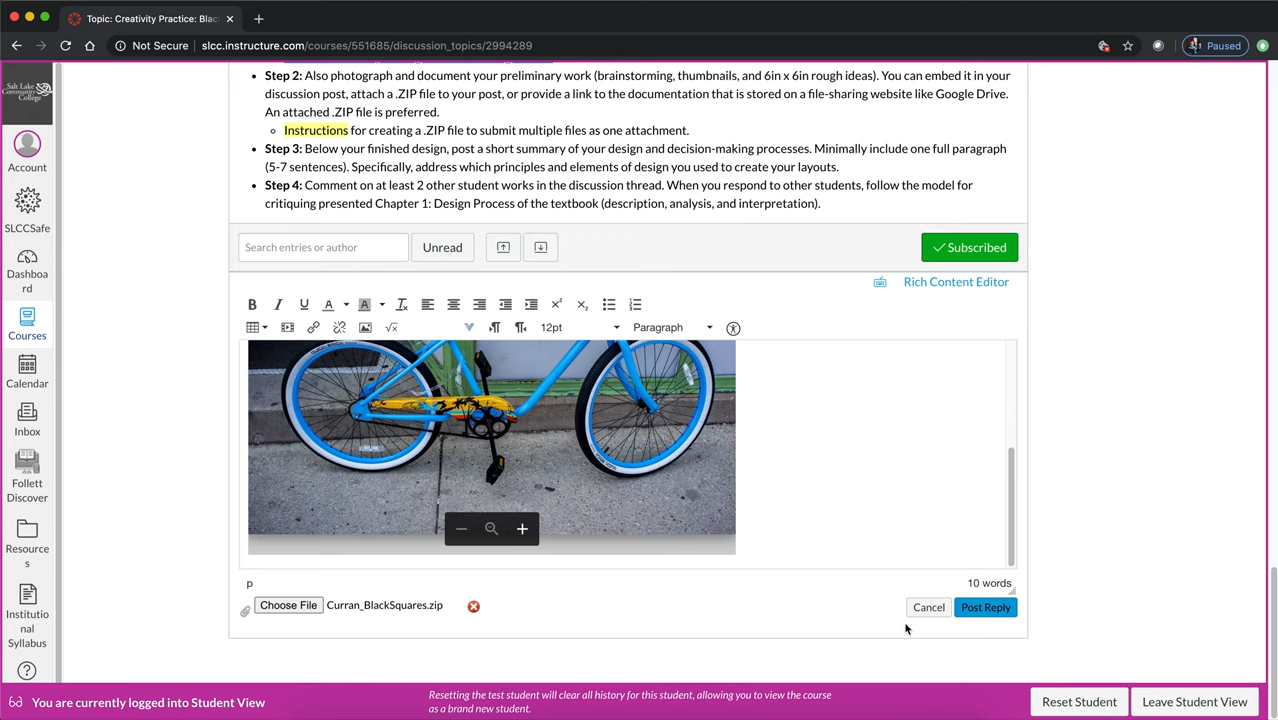 Topic: Creativity Practice: Blac
Not Secure
slcc.instructure.com/courses/551685/discussion_topics/2994289
Paused
Salt Lake
Community
College
Account
SLCCSafe
Dashboa
rd
Courses
Calendar
Inbox
Follett
Discover
Resource
s
Institutio
nal
Syllabus
Step 2: Also photograph and document your preliminary work (brainstorming, thumbnails, and 6in x 6in rough ideas). You can embed it in your
discussion post, attach a .ZIP file to your post, or provide a link to the documentation that is stored on a file-sharing website like Google Drive.
An attached .ZIP file is preferred.
Instructions for creating a .ZIP file to submit multiple files as one attachment.
Step 3: Below your finished design, post a short summary of your design and decision-making processes. Minimally include one full paragraph
(5-7 sentences). Specifically, address which principles and elements of design you used to create your layouts.
Step 4: Comment on at least 2 other student works in the discussion thread. When you respond to other students, follow the model for
critiquing presented Chapter 1: Design Process of the textbook (description, analysis, and interpretation).
Search entries or author
Unread
Subscribed
Rich Content Editor
12pt
Paragraph
p
10 words
Choose File Curran_BlackSquares.zip
Cancel
Post Reply
You are currently logged into Student View
Resetting the test student will clear all history for this student, allowing you to view the course
as a brand new student.
Reset Student
Leave Student View